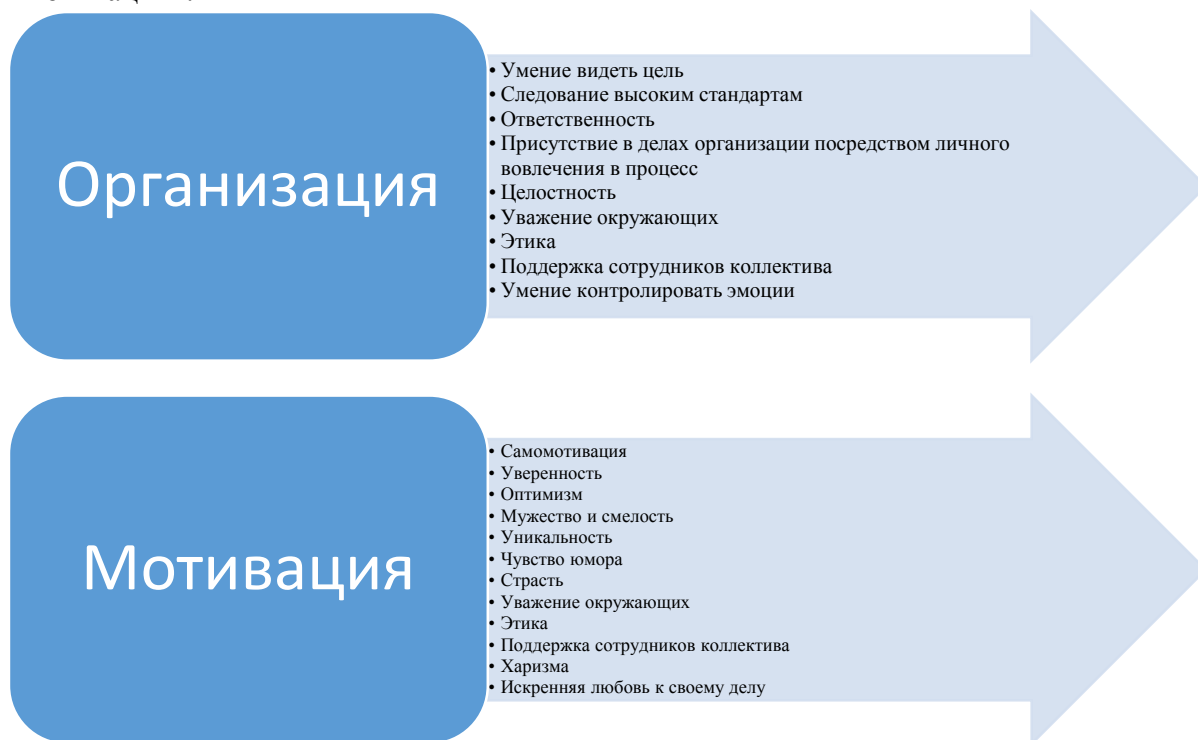 Организация
• Умение видеть цель
• Следование высоким стандартам
• Ответственность
• Присутствие в делах организации посредством личного
вовлечения в процесс
• Целостность
• Уважение окружающих
• Этика
• Поддержка сотрудников коллектива
• Умение контролировать эмоции
Мотивация
• Самомотивация
• Уверенность
• Оптимизм
• Мужество и смелость
• Уникальность
• Чувство юмора
• Страсть
• Уважение окружающих
• Этика
• Поддержка сотрудников коллектива
• Харизма
• Искренняя любовь к своему делу